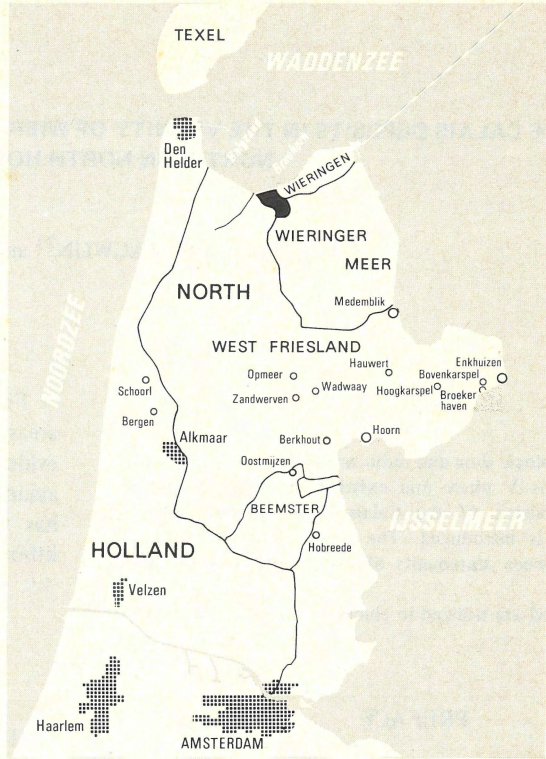 TEXEL
WADDENZEE
Den
Helder
WIERINGEN
WIERINGER
MEER
NORTH
Medemblik
NOORDZEE
WEST FRIESLAND
Hauwert
Enkhuizen
Opmeer
Bovenkarspel
Schoorl
Wadwaay
Hoogkarspel
Zandwerven
Broeker
haven
Bergen
Alkmaar
Berkhout
Hoorn
Oostmijzen
BEEMSTER
IJSSELMEER
HOLLAND
Hobreede
Velzen
Haarlem
AMSTERDAM